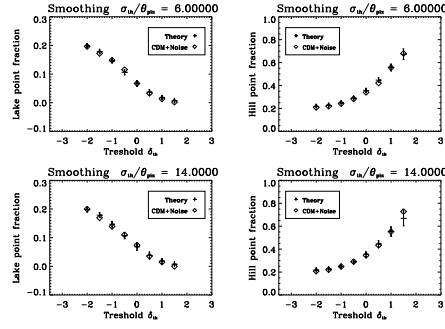 Smoothing σth/θpix = 6.00000
Lake point fraction
0.3
0.2
0.1
0.0
-0.1
Theory
CDM+Noise
-3 -2 -1 0 1 2 3
Treshold δth
Smoothing σth/θpix = 6.00000
Hill point fraction
1.0
0.8
0.6
0.4
0.2
0.0
Theory
CDM+Noise
-3 -2 -1 0 1 2 3
Treshold δth
Smoothing σth/θpix = 14.0000
Lake point fraction
0.3
0.2
0.1
0.0
-0.1
Theory
CDM+Noise
-3 -2 -1 0 1 2 3
Treshold δth
Smoothing σth/θpix = 14.0000
Hill point fraction
1.0
0.8
0.6
0.4
0.2
0.0
Theory
CDM+Noise
-3 -2 -1 0 1 2 3
Treshold δth